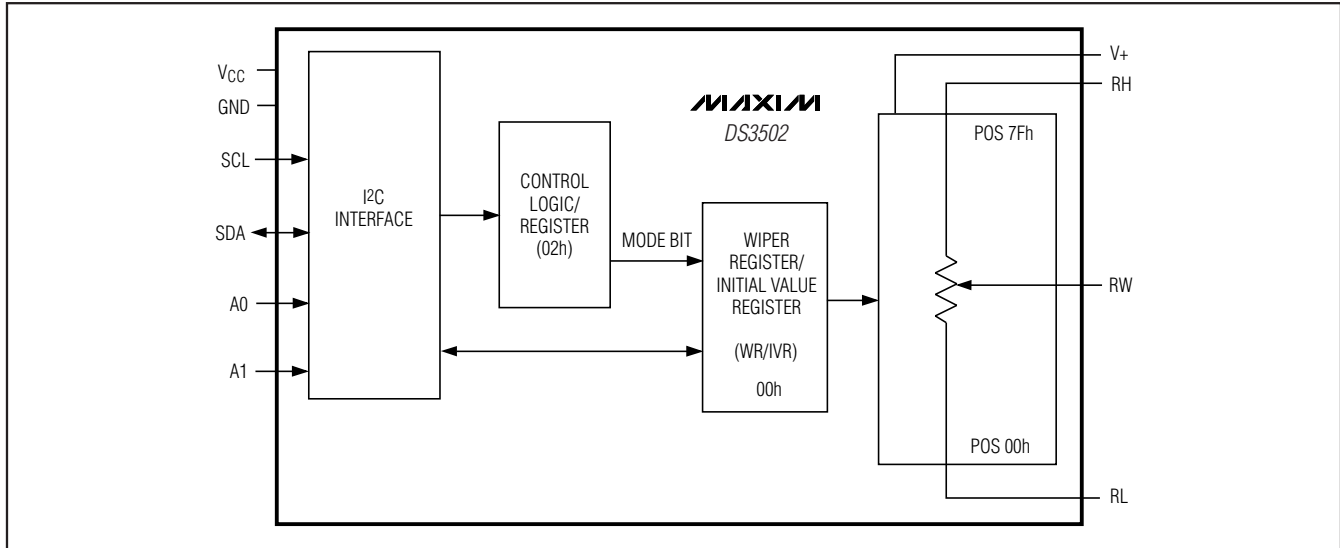 VCC
GND
SCL
SDA
A0
A1
I2C
INTERFACE
CONTROL
LOGIC/
REGISTER
(02h)
MODE BIT
MAXIM
DS3502
WIPER
REGISTER/
INITIAL VALUE
REGISTER
(WR/IVR)
00h
POS 7Fh
POS 00h
V+
RH
RW
RL